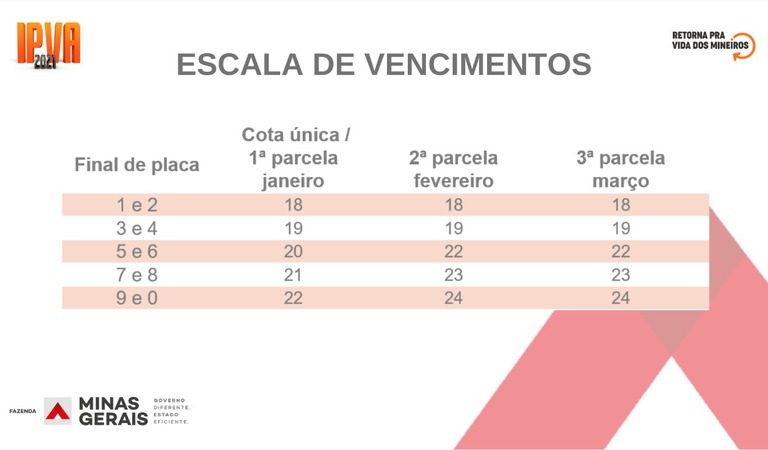 IPVA
2021
RETORNA PRA
VIDA DOS MINEIROS
ESCALA DE VENCIMENTOS
Final de placa
Cota única /
1ª parcela
janeiro
2ª parcela
fevereiro
3ª parcela
março
1 e 2 18 18 18
3 e 4 19 19 19
5 e 6 20 22 22
7 e 8 21 23 23
9 e 0 22 24 24
FAZENDA
MINAS
GERAIS
GOVERNO
DIFERENTE.
ESTADO
EFICIENTE.